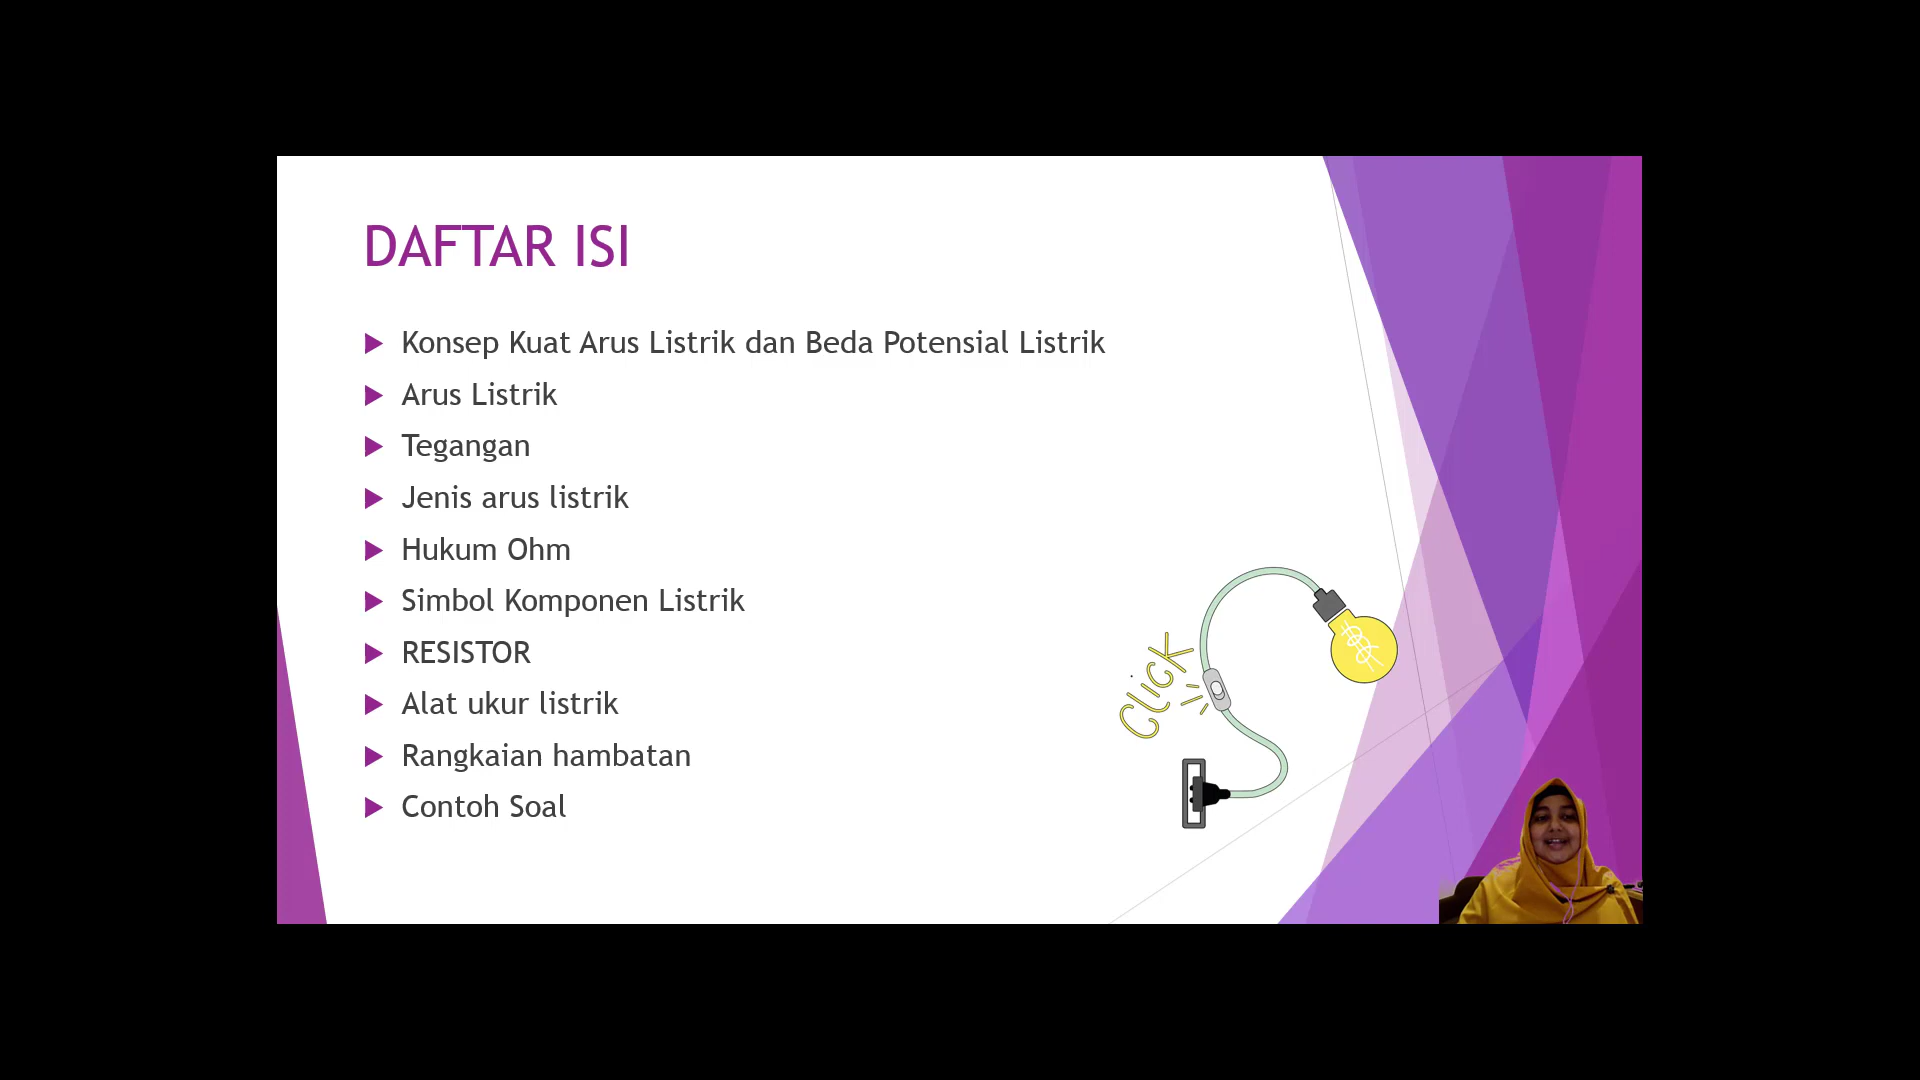 DAFTAR ISI
Konsep Kuat Arus Listrik dan Beda Potensial Listrik
Arus Listrik
Tegangan
Jenis arus listrik
Hukum Ohm
Simbol Komponen Listrik
RESISTOR
Alat ukur listrik
Rangkaian hambatan
Contoh Soal
Click